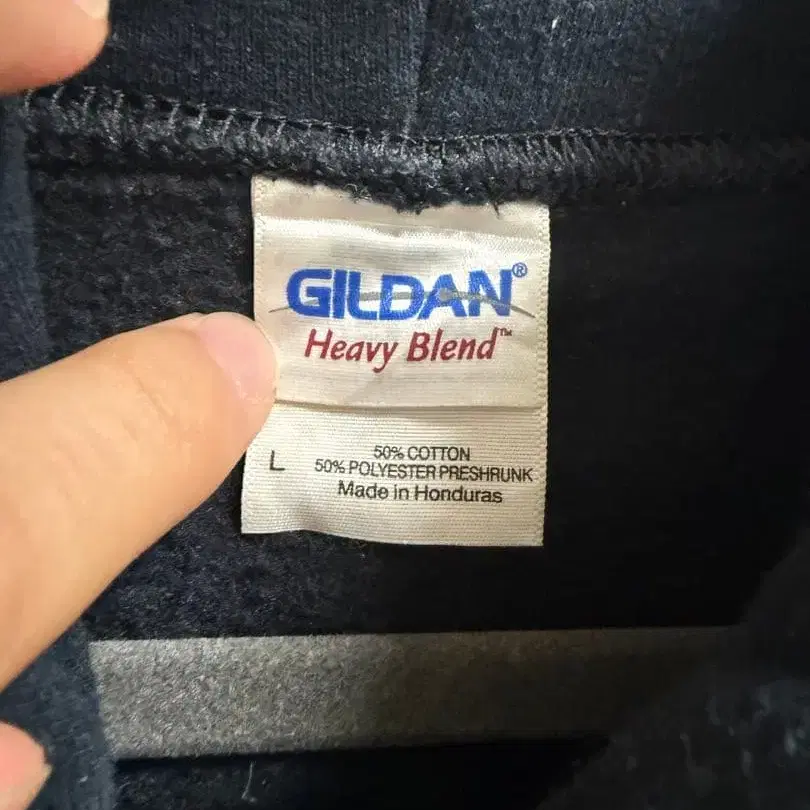 GILDAN®
Heavy Blend™
L
50% COTTON
50% POLYESTER PRESHRUNK
Made in Honduras